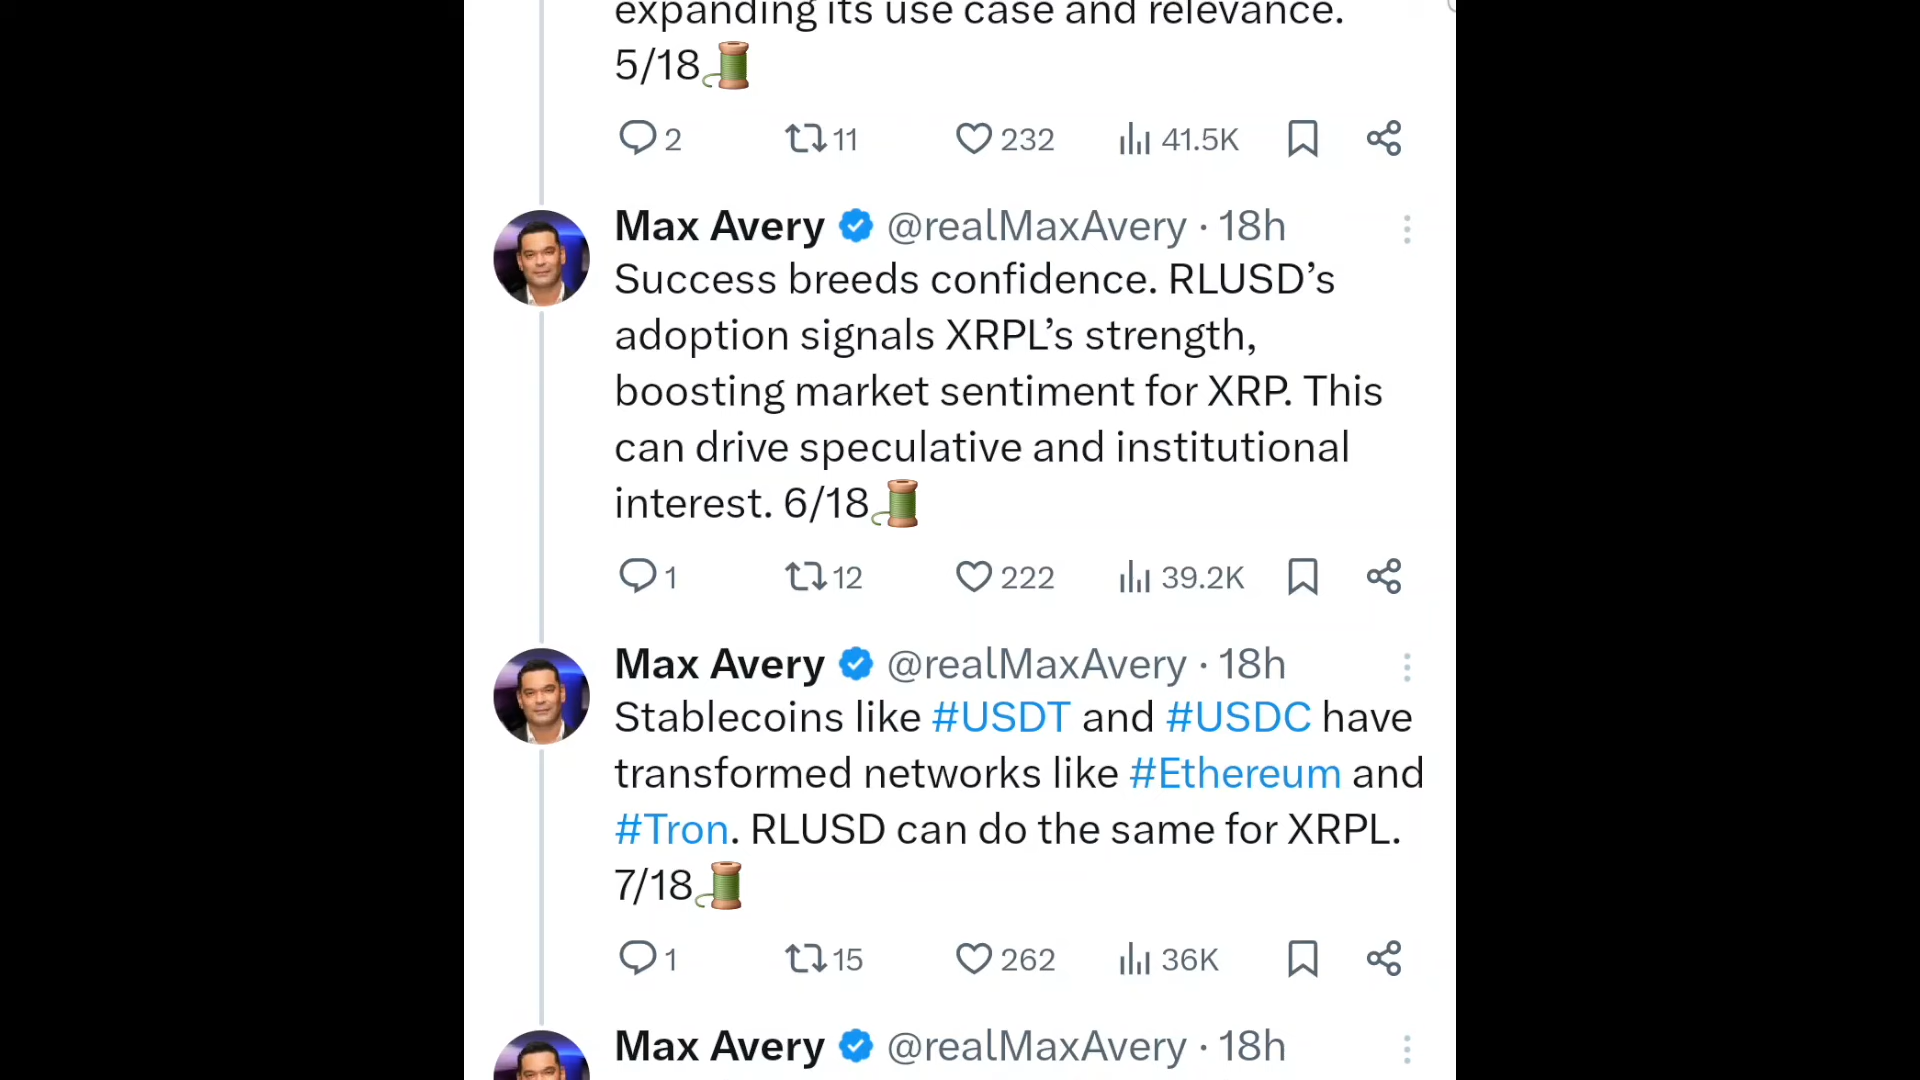 expanding its use case and relevance.
5/18
2 11 232 41.5K
Max Avery @realMaxAvery · 18h
Success breeds confidence. RLUSD’s
adoption signals XRPL’s strength,
boosting market sentiment for XRP. This
can drive speculative and institutional
interest. 6/18
1 12 222 39.2K
Max Avery @realMaxAvery · 18h
Stablecoins like #USDT and #USDC have
transformed networks like #Ethereum and
#Tron. RLUSD can do the same for XRPL.
7/18
1 15 262 36K
Max Avery @realMaxAvery · 18h